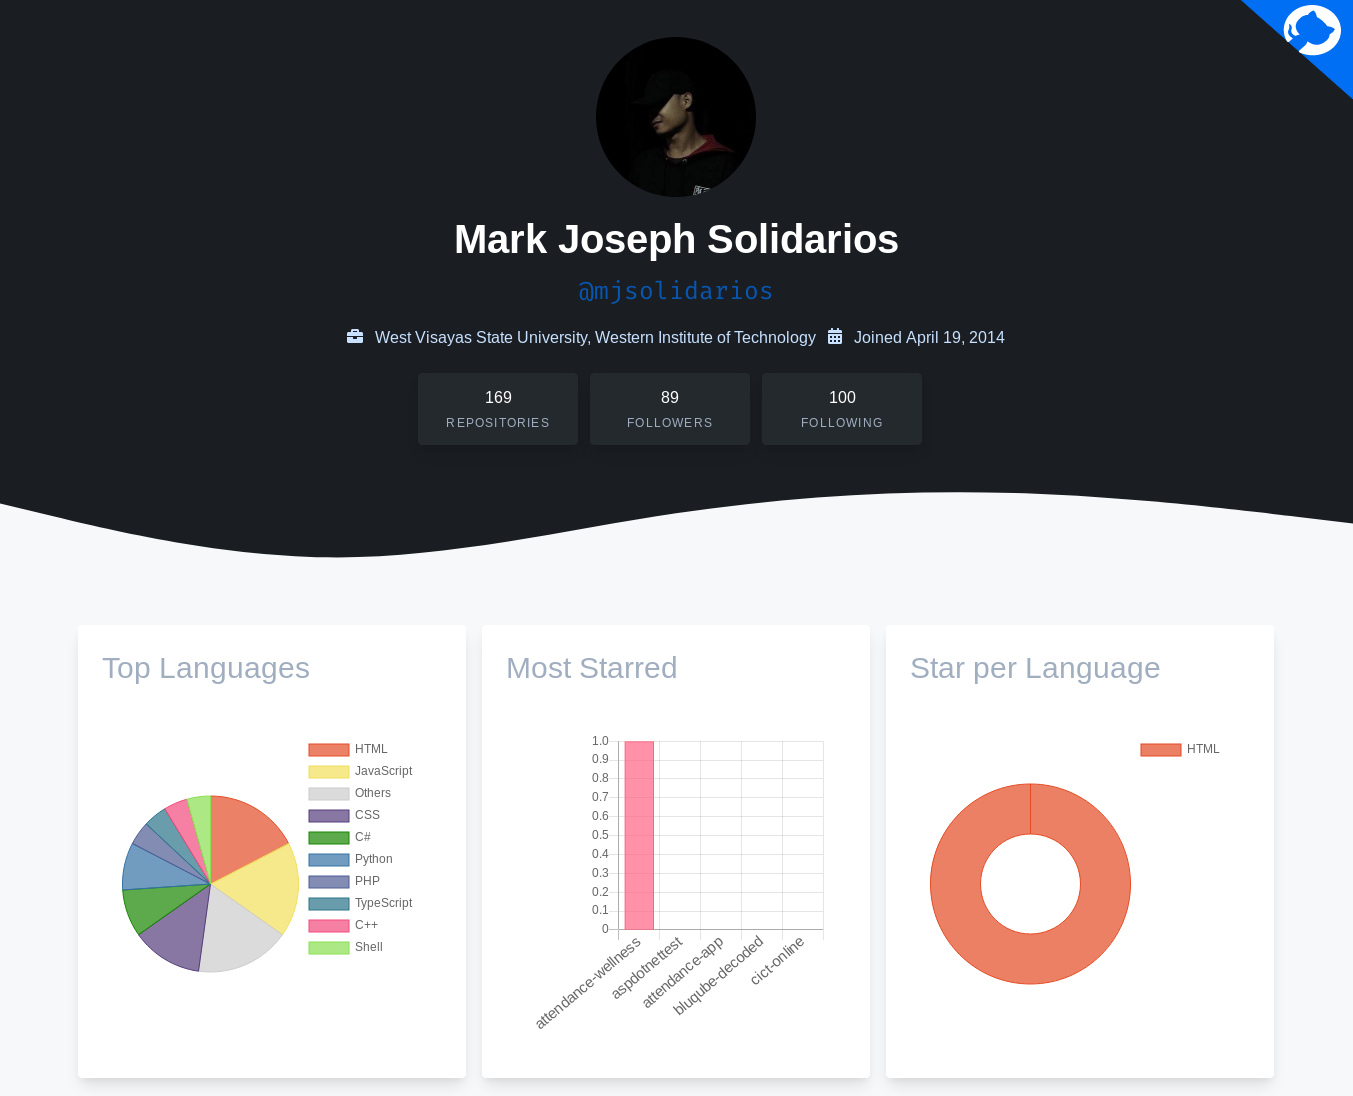 Mark Joseph Solidarios
@mjsolidarios
West Visayas State University, Western Institute of Technology Joined April 19, 2014
169 89 100
REPOSITORIES FOLLOWERS FOLLOWING
Top Languages
HTML
JavaScript
Others
CSS
C#
Python
PHP
TypeScript
C++
Shell
Most Starred
1.0
0.9
0.8
0.7
0.6
0.5
0.4
0.3
0.2
0.1
0
attendance-wellness
aspdotnettest
attendance-app
bluqube-decoded
cict-online
Star per Language
HTML